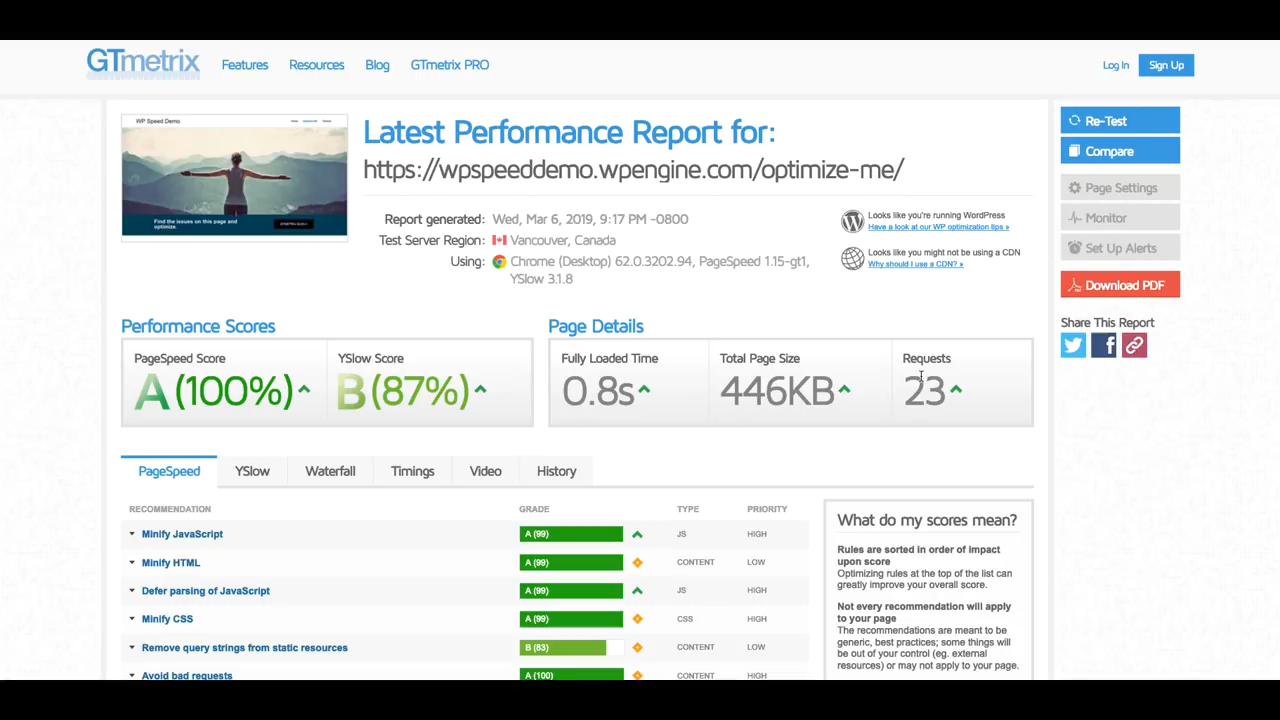 GTmetrix
Features Resources Blog GTmetrix PRO
Log In Sign Up
WP Speed Demo
Find the issues on this page and
optimize.
Latest Performance Report for:
https://wpspeeddemo.wpengine.com/optimize-me/
Report generated: Wed, Mar 6, 2019, 9:17 PM -0800
Test Server Region: Vancouver, Canada
Using: Chrome (Desktop) 62.0.3202.94, PageSpeed 1.15-gt1,
YSlow 3.1.8
Looks like you're running WordPress
Have a look at our WP optimization tips »
Looks like you might not be using a CDN
Why should I use a CDN? »
Re-Test
Compare
Page Settings
Monitor
Set Up Alerts
Download PDF
Share This Report
Performance Scores
PageSpeed Score YSlow Score
A (100%) B (87%)
Page Details
Fully Loaded Time Total Page Size Requests
0.8s 446KB 23
PageSpeed YSlow Waterfall Timings Video History
RECOMMENDATION GRADE TYPE PRIORITY
Minify JavaScript A (99) JS HIGH
Minify HTML A (99) CONTENT LOW
Defer parsing of JavaScript A (99) JS HIGH
Minify CSS A (99) CSS HIGH
Remove query strings from static resources B (83) CONTENT LOW
Avoid bad requests A (100) CONTENT HIGH
What do my scores mean?
Rules are sorted in order of impact
upon score
Optimizing rules at the top of the list can
greatly improve your overall score.
Not every recommendation will apply
to your page
The recommendations are meant to be
generic, best practices; some things will
be out of your control (eg. external
resources) or may not apply to your page.